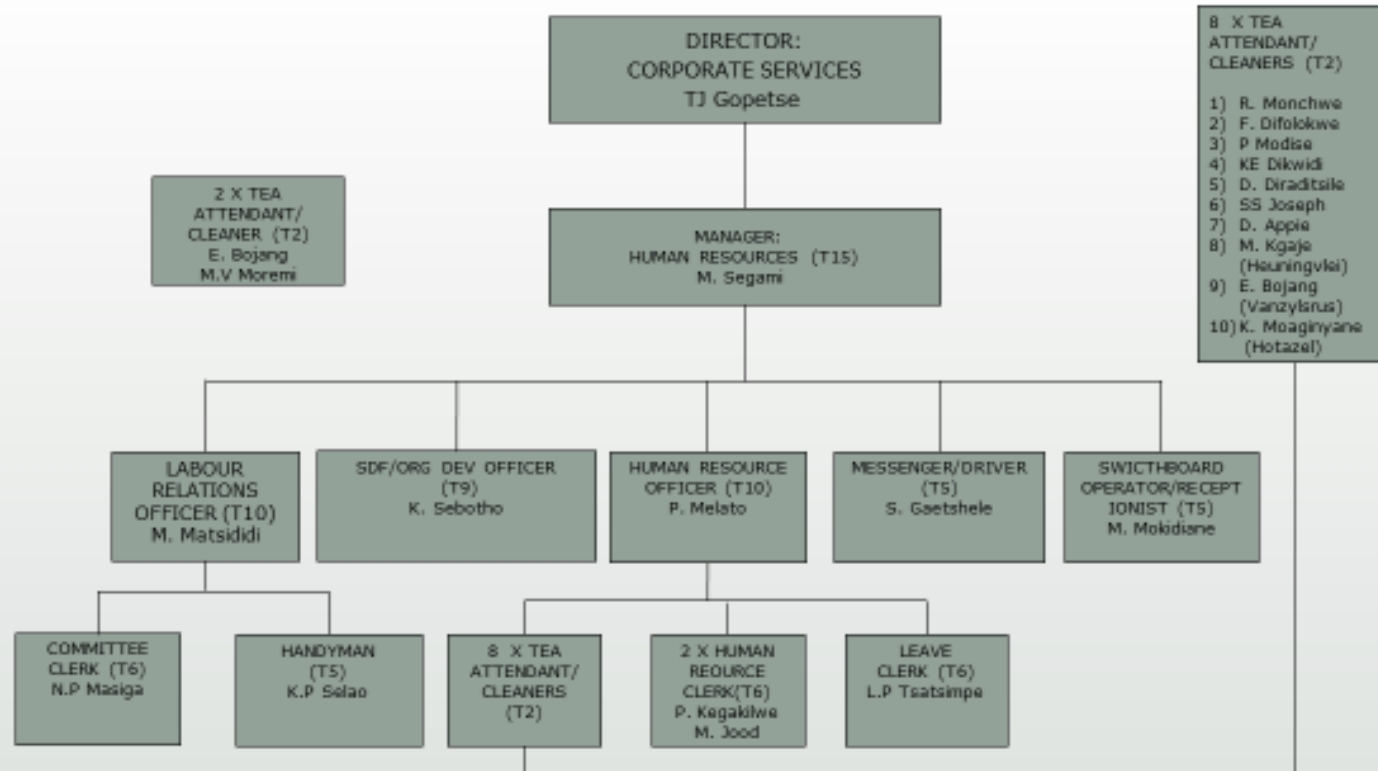 DIRECTOR:
CORPORATE SERVICES
TJ Gopetse
8 X TEA
ATTENDANT/
CLEANERS (T2)
1) R. Monchwe
2) F. Difolokwe
3) P Modise
4) KE Dikwidi
5) D. Diraditsile
6) SS Joseph
7) D. Appie
8) M. Kgaje
(Heuningvlei)
9) E. Bojang
(Vanzylsrus)
10) K. Moaginyane
(Hotazel)
2 X TEA
ATTENDANT/
CLEANER (T2)
E. Bojang
M.V Moremi
MANAGER:
HUMAN RESOURCES (T15)
M. Segami
LABOUR
RELATIONS
OFFICER (T10)
M. Matsididi
SDF/ORG DEV OFFICER
(T9)
K. Sebotho
HUMAN RESOURCE
OFFICER (T10)
P. Melato
MESSENGER/DRIVER
(T5)
S. Gaetshele
SWICTHBOARD
OPERATOR/RECEPT
IONIST (T5)
M. Mokidiane
COMMITTEE
CLERK (T6)
N.P Masiga
HANDYMAN
(T5)
K.P Selao
8 X TEA
ATTENDANT/
CLEANERS
(T2)
2 X HUMAN
REOURCE
CLERK(T6)
P. Kegakilwe
M. Jood
LEAVE
CLERK (T6)
L.P Tsatsimpe